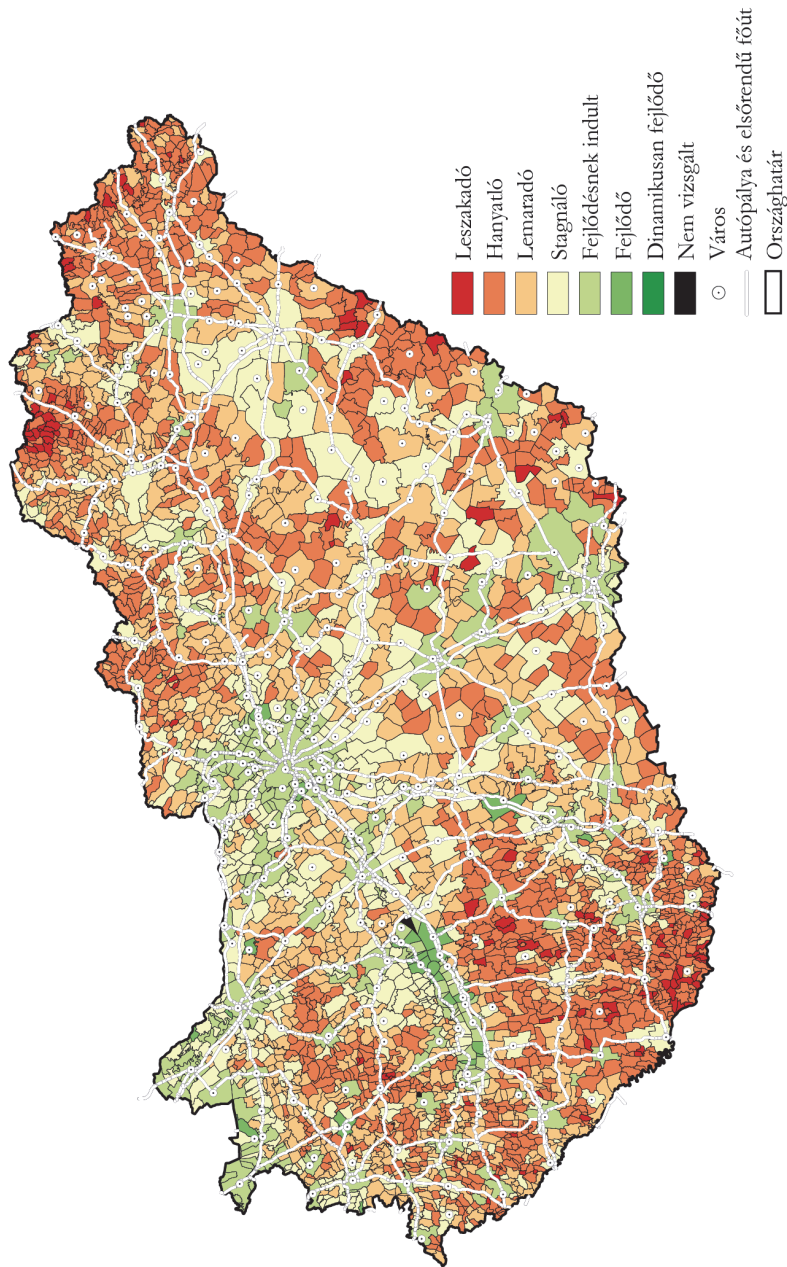 Leszakadó
Hanyatló
Lemaradó
Stagnáló
Fejlődésnek indult
Fejlődő
Dinamikusan fejlődő
Nem vizsgált
Város
Autópálya és elsőrendű főút
Országhatár